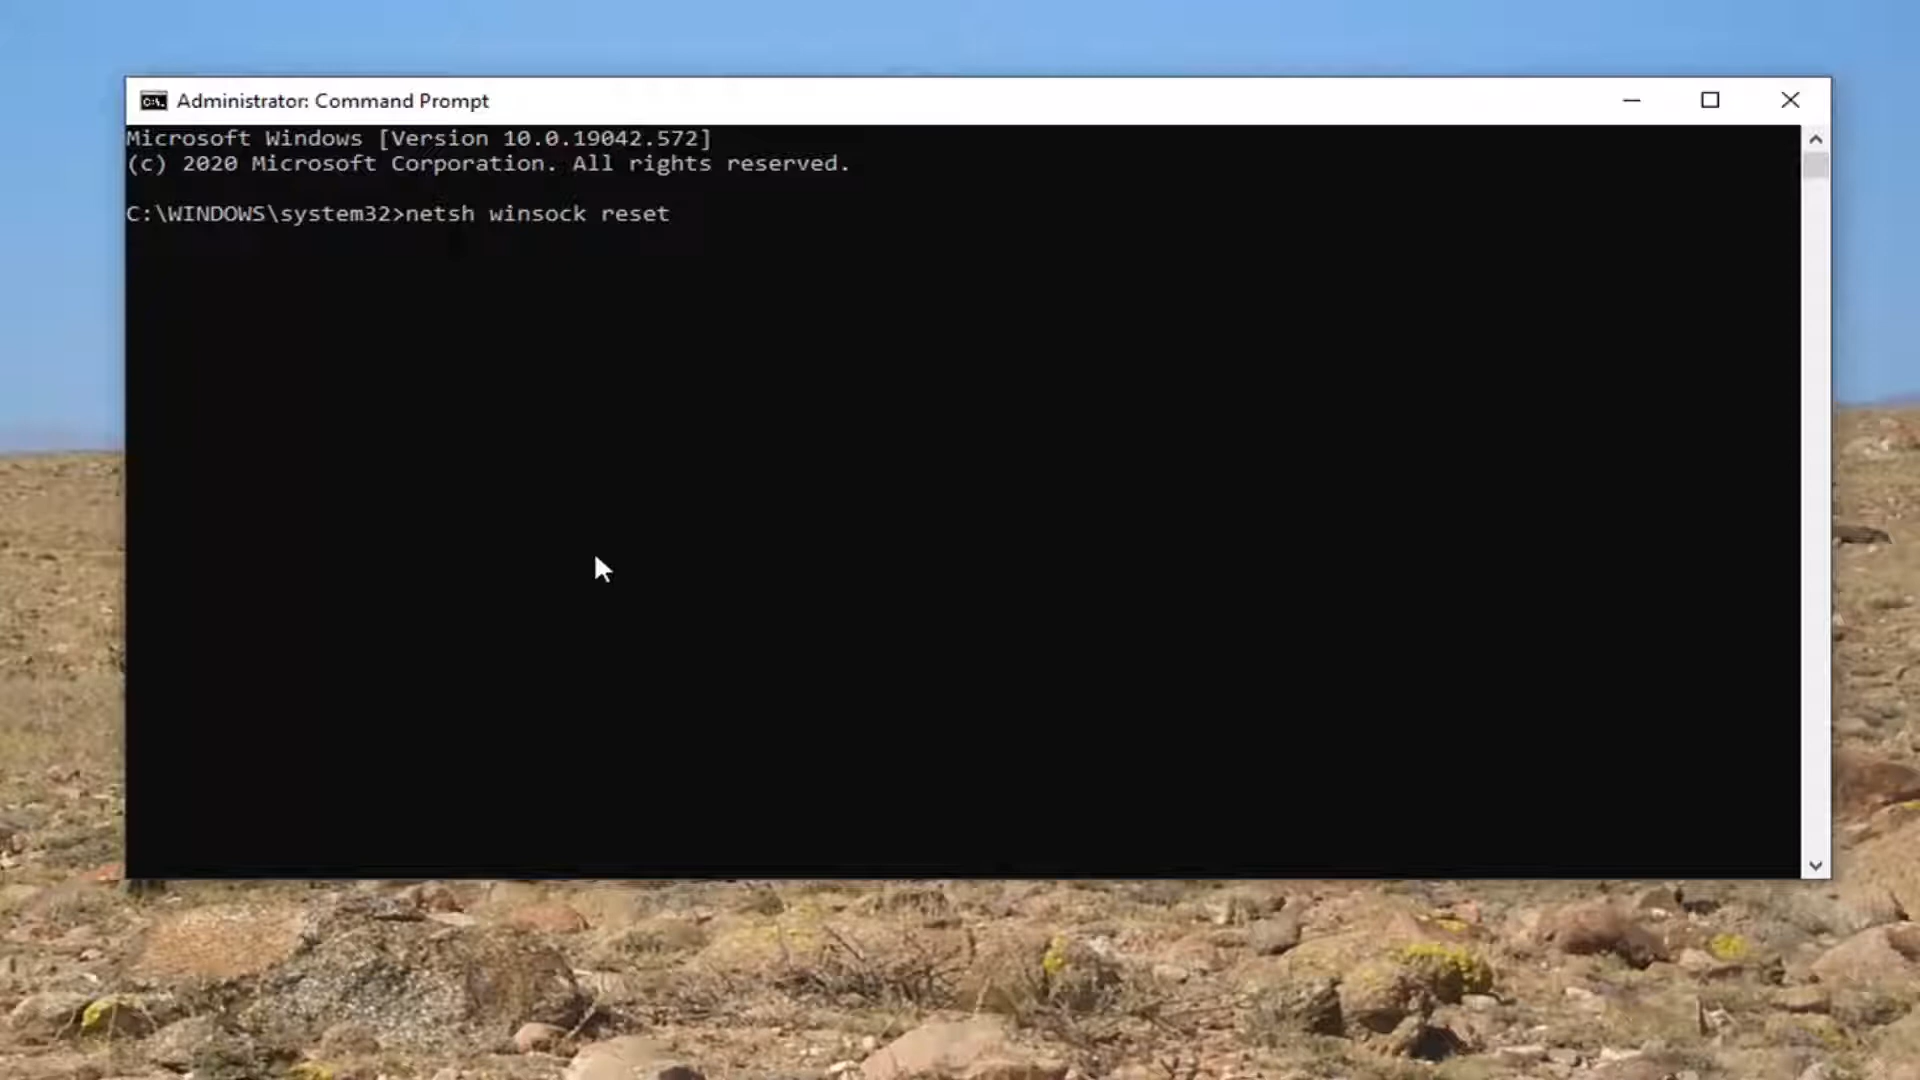 Administrator: Command Prompt
Microsoft Windows [Version 10.0.19042.572]
(c) 2020 Microsoft Corporation. All rights reserved.
C:\WINDOWS\system32>netsh winsock reset